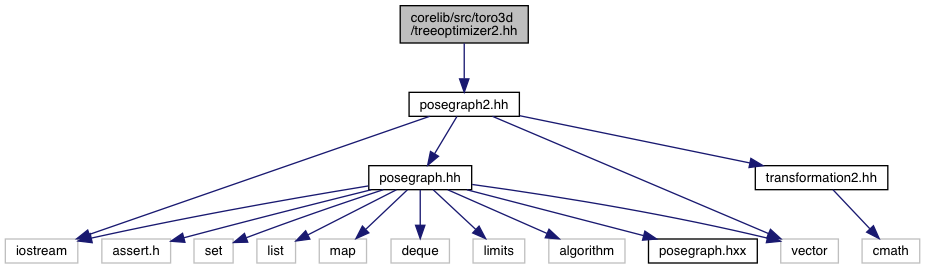 corelib/src/toro3d
/treeoptimizer2.hh
posegraph2.hh
posegraph.hh
transformation2.hh
iostream
assert.h
set
list
map
deque
limits
algorithm
posegraph.hxx
vector
cmath